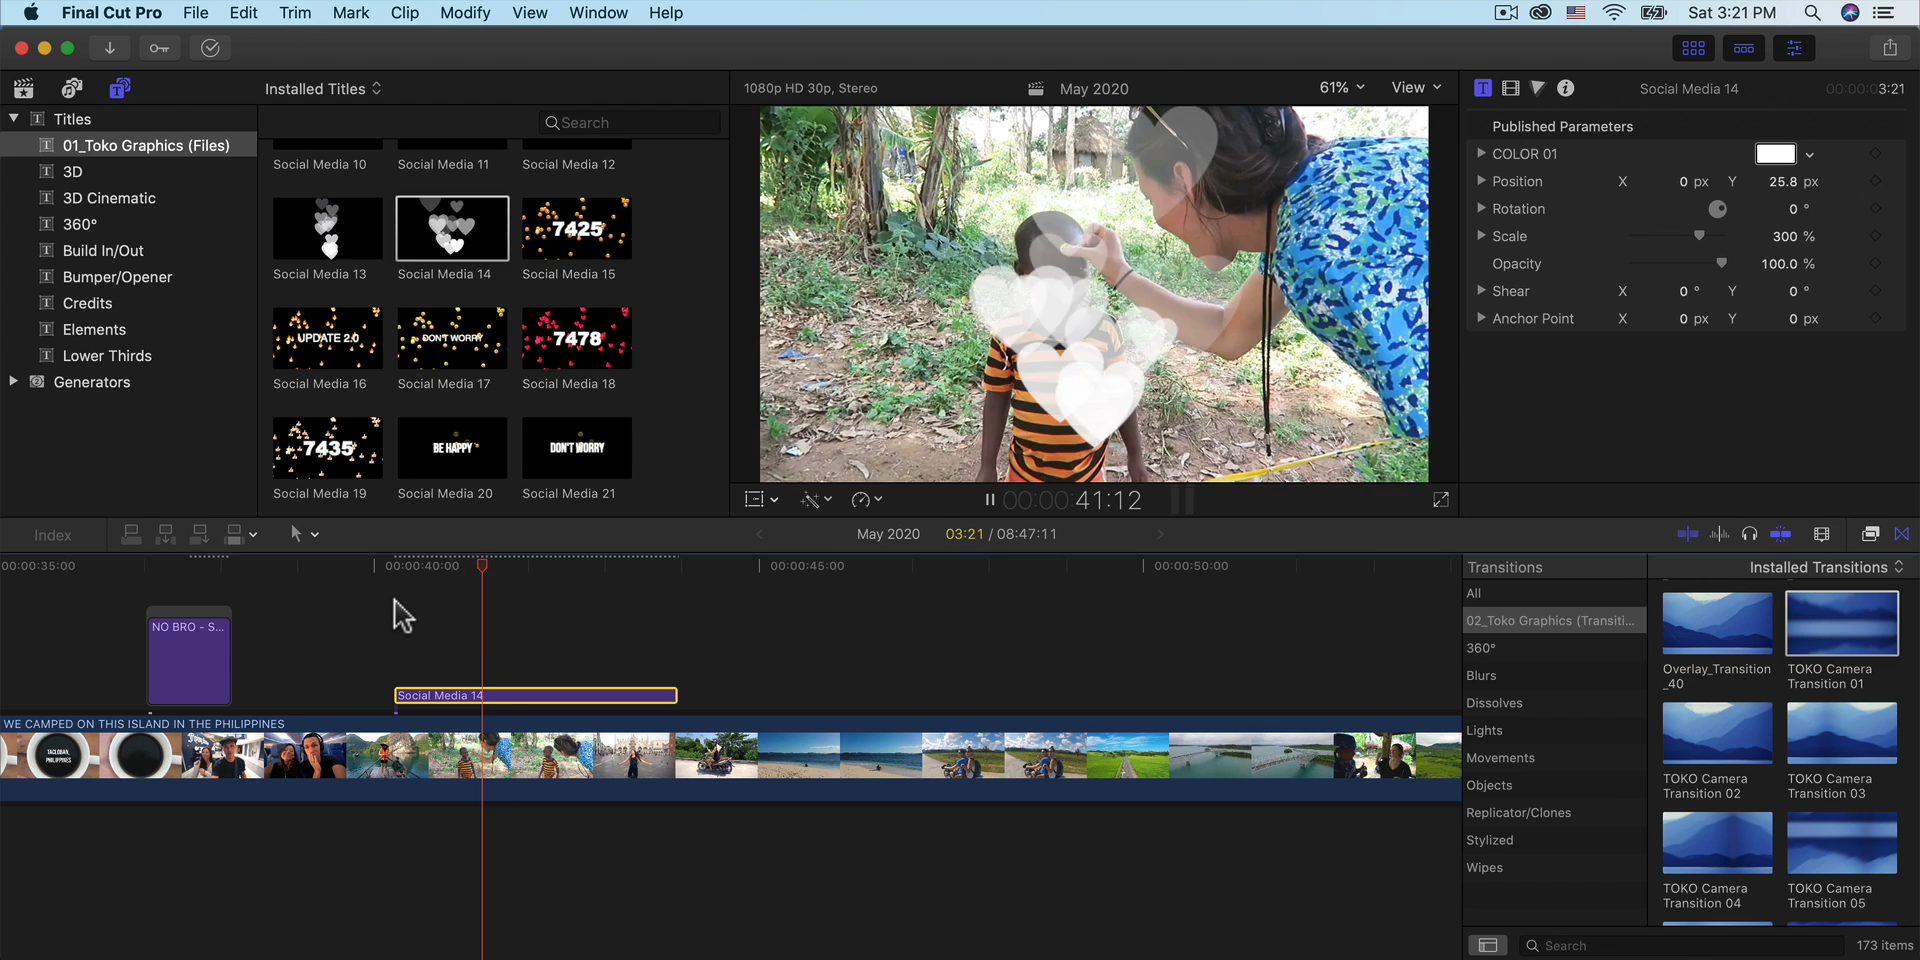 Final Cut Pro File Edit Trim Mark Clip Modify View Window Help Sat 3:21 PM
Installed Titles
1080p HD 30p, Stereo May 2020 61% View
Social Media 14 00:00:03:21
Titles
01_Toko Graphics (Files)
3D
3D Cinematic
360°
Build In/Out
Bumper/Opener
Credits
Elements
Lower Thirds
Generators
Search
Social Media 10 Social Media 11 Social Media 12
7425
Social Media 13 Social Media 14 Social Media 15
UPDATE 2.0 DON'T WORRY 7478
Social Media 16 Social Media 17 Social Media 18
7435 BE HAPPY DON'T WORRY
Social Media 19 Social Media 20 Social Media 21
00:00:00:41:12
Published Parameters
COLOR 01
Position X 0 px Y 25.8 px
Rotation 0 °
Scale 300 %
Opacity 100.0 %
Shear X 0 ° Y 0 °
Anchor Point X 0 px Y 0 px
Index May 2020 03:21 / 08:47:11
00:00:35:00 00:00:40:00 00:00:45:00 00:00:50:00
NO BRO - S...
Social Media 14
WE CAMPED ON THIS ISLAND IN THE PHILIPPINES
TACLOBAN,
PHILIPPINES
Transitions Installed Transitions
All
02_Toko Graphics (Transiti...
360°
Blurs
Dissolves
Lights
Movements
Objects
Replicator/Clones
Stylized
Wipes
Overlay_Transition
_40
TOKO Camera
Transition 01
TOKO Camera
Transition 02
TOKO Camera
Transition 03
TOKO Camera
Transition 04
TOKO Camera
Transition 05
Search 173 items